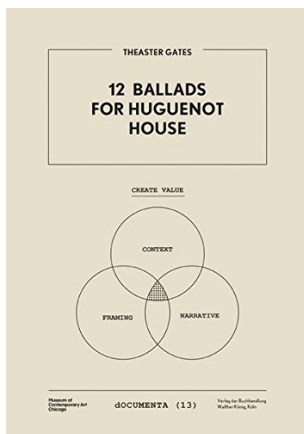 THEASTER GATES
12 BALLADS
FOR HUGUENOT
HOUSE
CREATE VALUE
CONTEXT
FRAMING
NARRATIVE
Museum of
Contemporary Art
Chicago
dOCUMENTA (13)
Verlag der Buchhandlung
Walther König, Köln